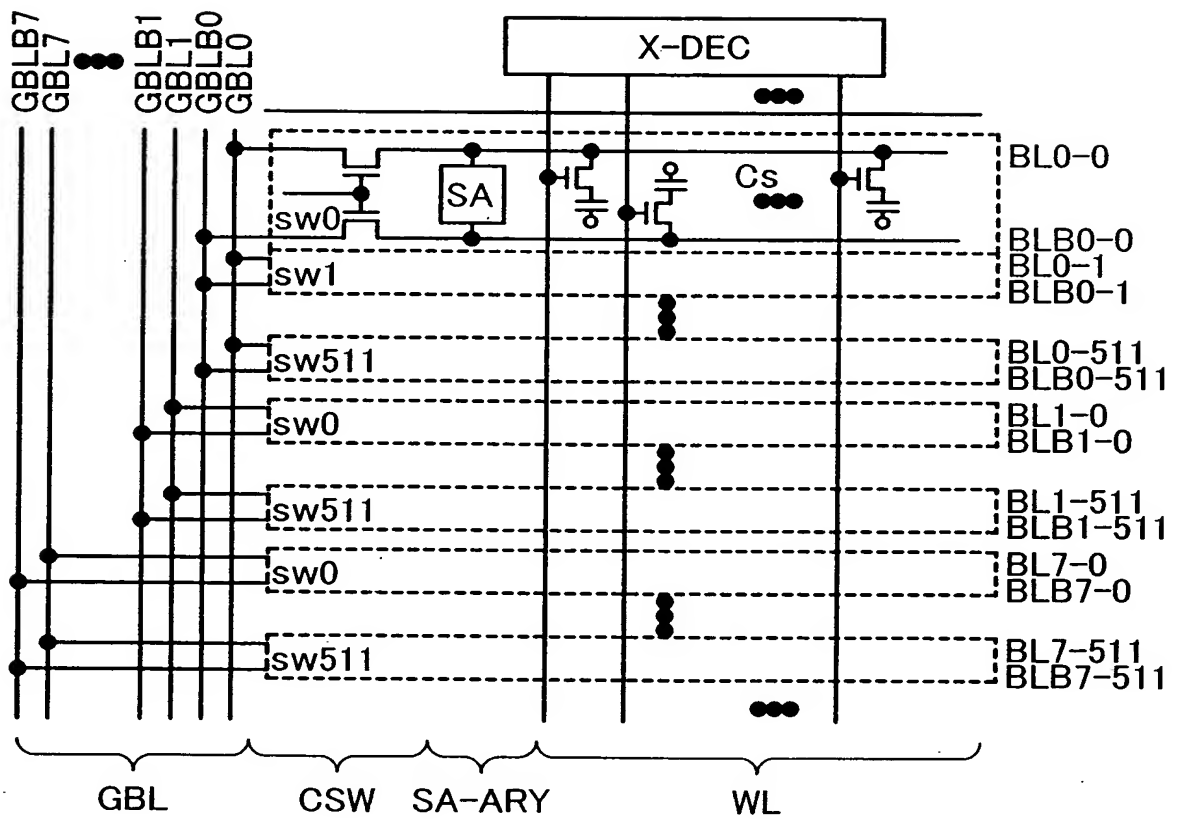 GBLB7
GBL7
GBLB1
GBL1
GBLB0
GBL0
X-DEC
BL0-0
SA
Cs
sw0
BLB0-0
sw1
BL0-1
BLB0-1
sw511
BL0-511
BLB0-511
sw0
BL1-0
BLB1-0
sw511
BL1-511
BLB1-511
sw0
BL7-0
BLB7-0
sw511
BL7-511
BLB7-511
GBL
CSW
SA-ARY
WL